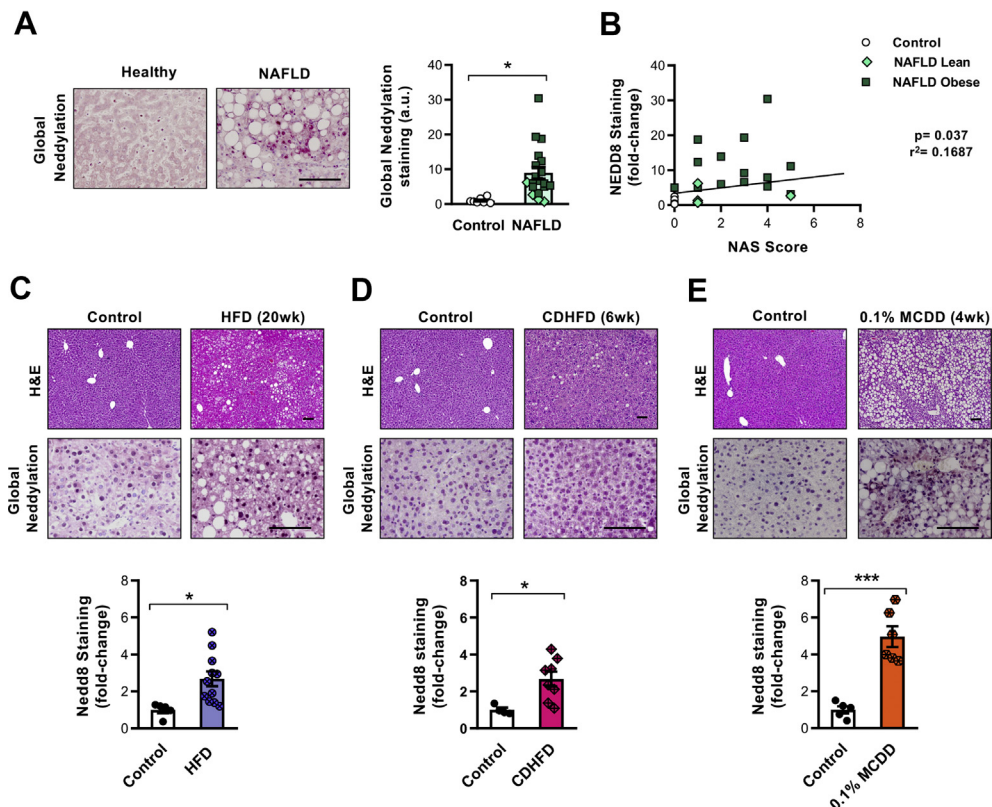 A
Healthy
NAFLD
Global
Neddylation
Global Neddylation
staining (a.u.)
40
30
20
10
0
*
Control NAFLD
B
Control
NAFLD Lean
NAFLD Obese
NEDD8 Staining
(fold-change)
40
30
20
10
0
0 2 4 6 8
NAS Score
p= 0.037
r²= 0.1687
C
Control
HFD (20wk)
H&E
Global
Neddylation
Nedd8 Staining
(fold-change)
8
6
4
2
0
*
Control
HFD
D
Control
CDHFD (6wk)
H&E
Global
Neddylation
Nedd8 staining
(fold-change)
8
6
4
2
0
*
Control
CDHFD
E
Control
0.1% MCDD (4wk)
H&E
Global
Neddylation
Nedd8 staining
(fold-change)
8
6
4
2
0
***
Control
0.1% MCDD